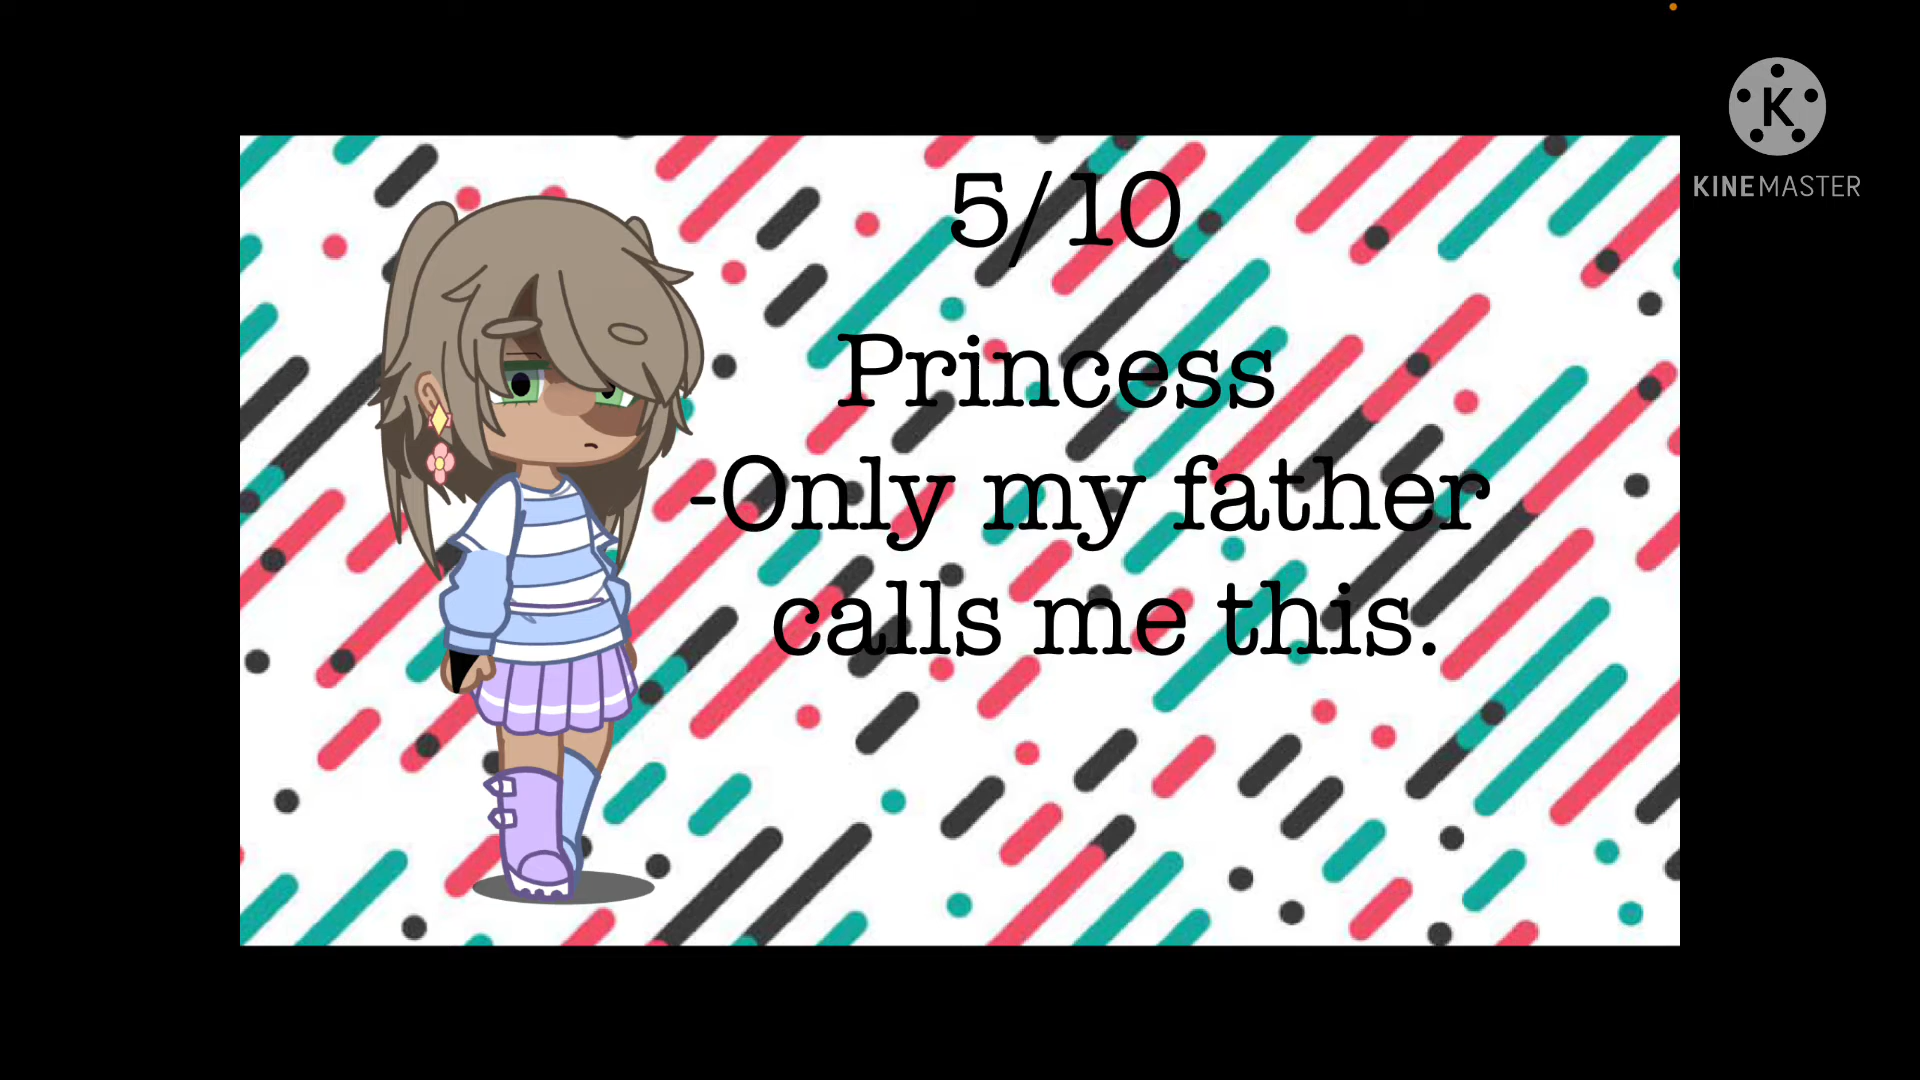 5/10
Princess
-Only my father
calls me this.
K
KINEMASTER